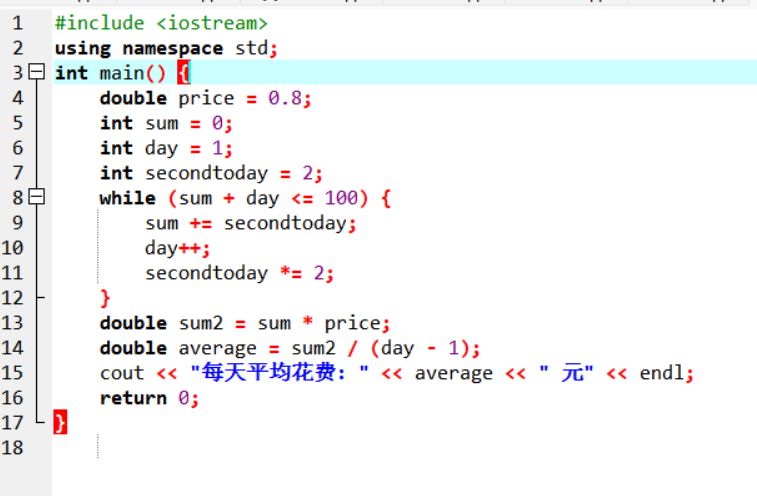 1 #include <iostream>
2 using namespace std;
3 int main() {
4 double price = 0.8;
5 int sum = 0;
6 int day = 1;
7 int secondtoday = 2;
8 while (sum + day <= 100) {
9 sum += secondtoday;
10 day++;
11 secondtoday *= 2;
12 }
13 double sum2 = sum * price;
14 double average = sum2 / (day - 1);
15 cout << "每天平均花费: " << average << " 元" << endl;
16 return 0;
17 }
18